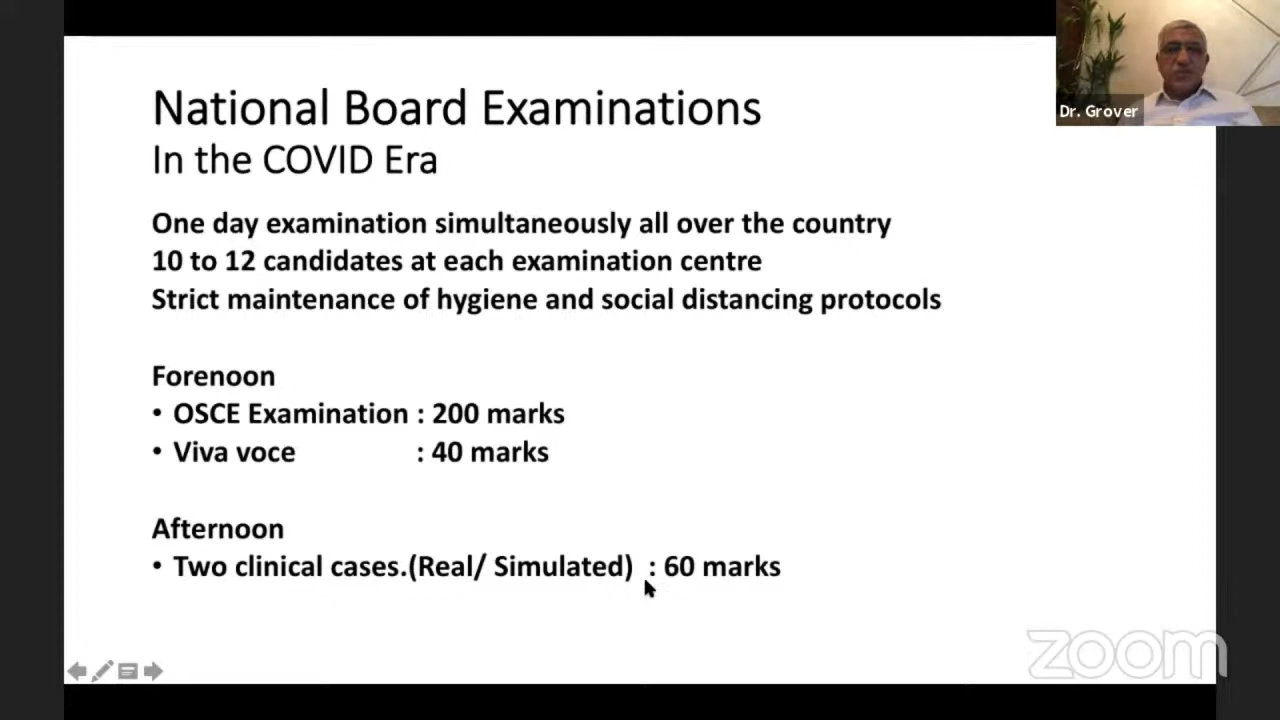 Dr. Grover
National Board Examinations
In the COVID Era
One day examination simultaneously all over the country
10 to 12 candidates at each examination centre
Strict maintenance of hygiene and social distancing protocols
Forenoon
• OSCE Examination : 200 marks
• Viva voce : 40 marks
Afternoon
• Two clinical cases.(Real/ Simulated) : 60 marks
zoom